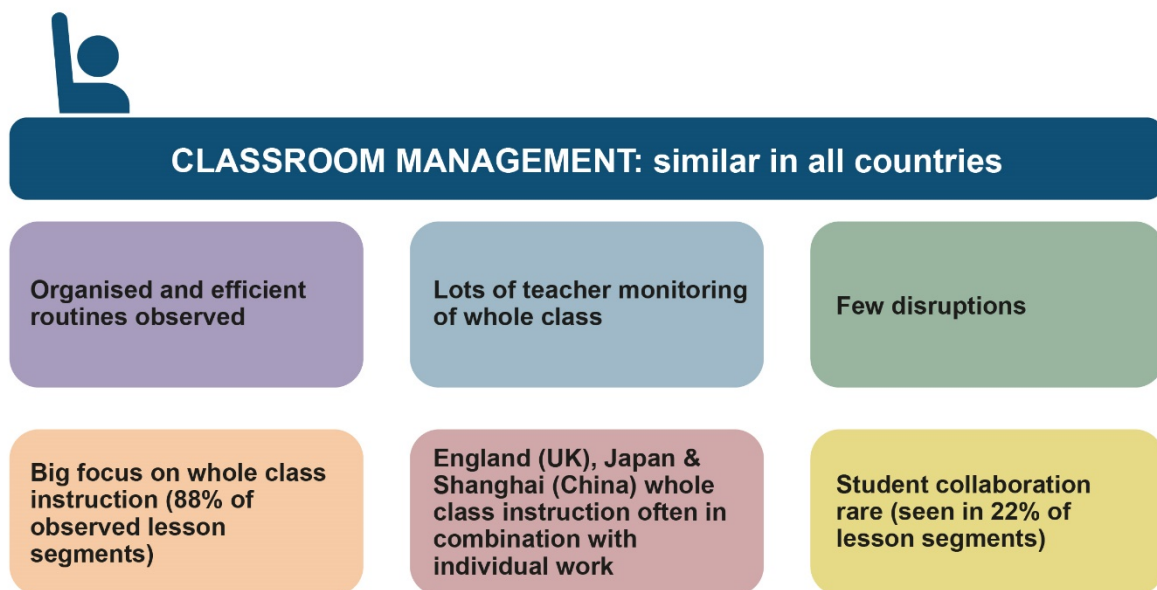 CLASSROOM MANAGEMENT: similar in all countries
Organised and efficient
routines observed
Lots of teacher monitoring
of whole class
Few disruptions
Big focus on whole class
instruction (88% of
observed lesson
segments)
England (UK), Japan &
Shanghai (China) whole
class instruction often in
combination with
individual work
Student collaboration
rare (seen in 22% of
lesson segments)